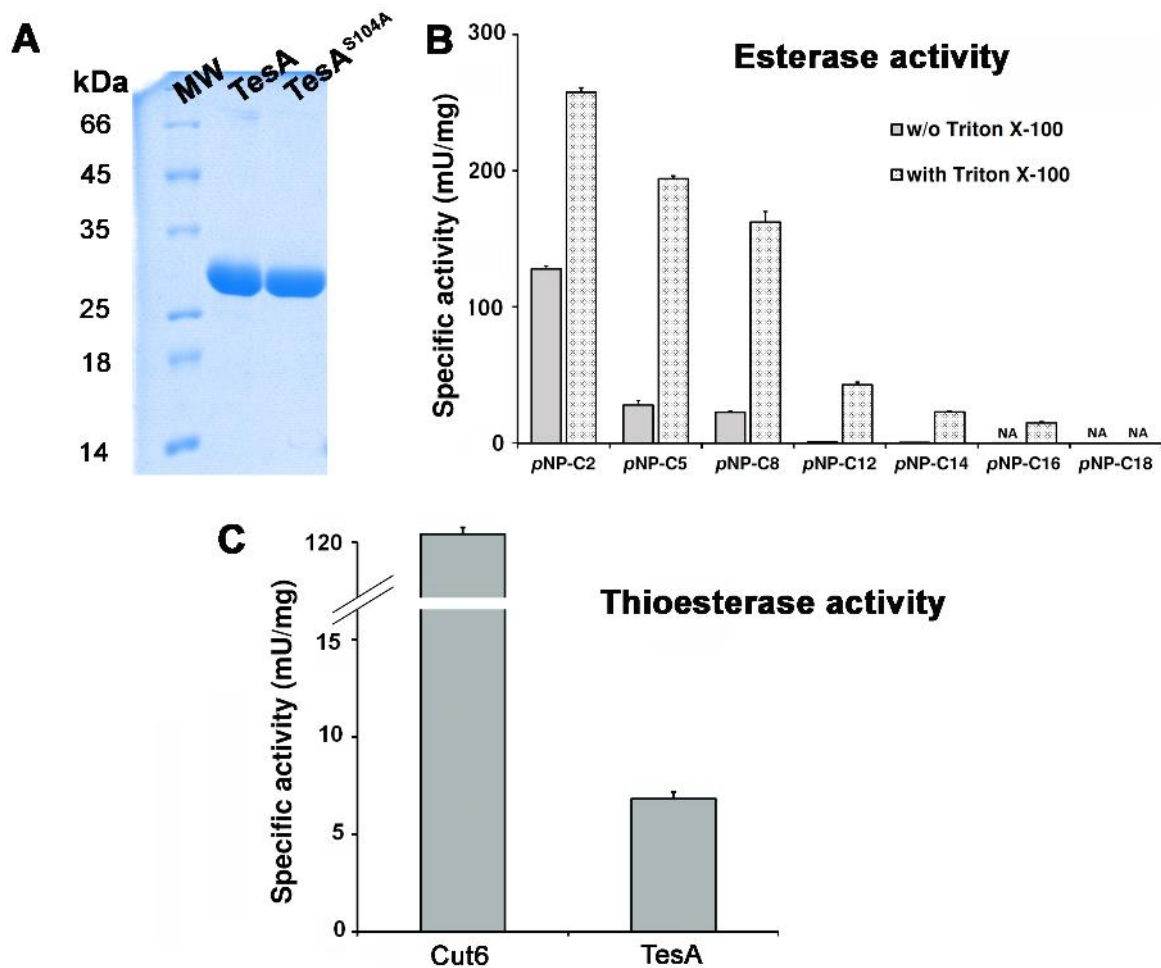 A
kDa
MW TesA TesA^S104A
66
45
35
25
18
14
B
Esterase activity
Specific activity (mU/mg)
300
200
100
0
w/o Triton X-100
with Triton X-100
NA NA NA
pNP-C2 pNP-C5 pNP-C8 pNP-C12 pNP-C14 pNP-C16 pNP-C18
C
Thioesterase activity
Specific activity (mU/mg)
120
15
10
5
0
Cut6 TesA